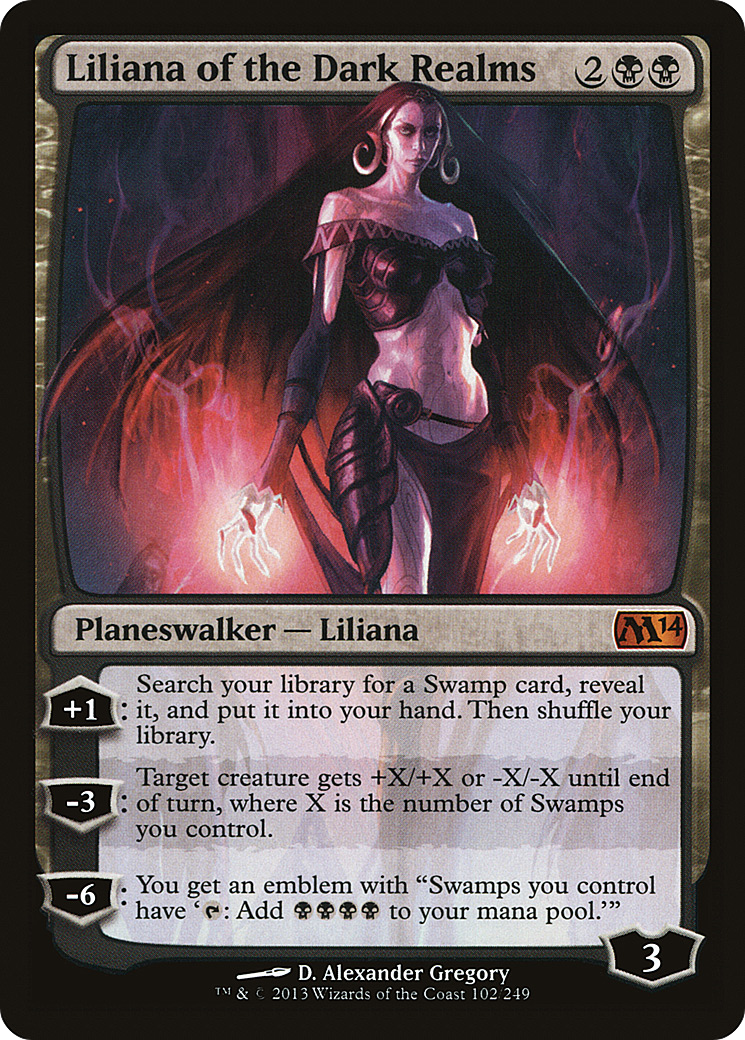 Liliana of the Dark Realms 2
Planeswalker — Liliana M14
+1: Search your library for a Swamp card, reveal
it, and put it into your hand. Then shuffle your
library.
-3: Target creature gets +X/+X or -X/-X until end
of turn, where X is the number of Swamps
you control.
-6: You get an emblem with “Swamps you control
have ‘: Add to your mana pool.’”
3
D. Alexander Gregory
™ & © 2013 Wizards of the Coast 102/249